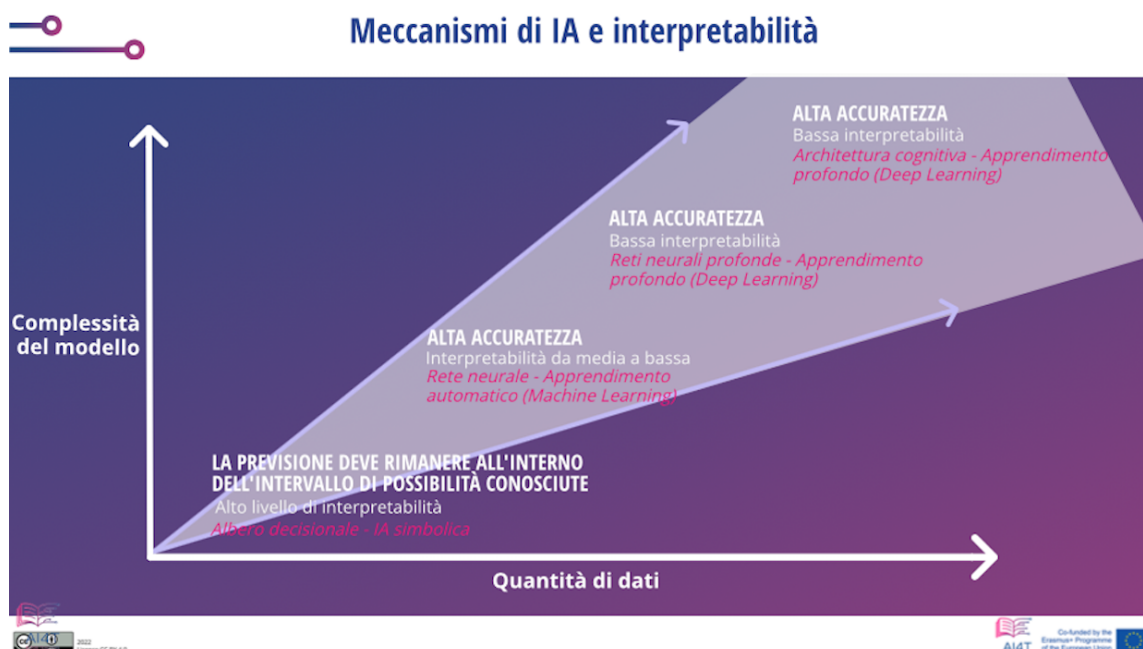 Meccanismi di IA e interpretabilità
ALTA ACCURATEZZA
Bassa interpretabilità
Architettura cognitiva - Apprendimento
profondo (Deep Learning)
ALTA ACCURATEZZA
Bassa interpretabilità
Reti neurali profonde - Apprendimento
profondo (Deep Learning)
Complessità
del modello
ALTA ACCURATEZZA
Interpretabilità da media a bassa
Rete neurale - Apprendimento
automatico (Machine Learning)
LA PREVISIONE DEVE RIMANERE ALL'INTERNO
DELL'INTERVALLO DI POSSIBILITÀ CONOSCIUTE
Alto livello di interpretabilità
Albero decisionale - IA simbolica
Quantità di dati
AI4T
2022
AI4T
Co-funded by the
Erasmus+ Programme
of the European Union